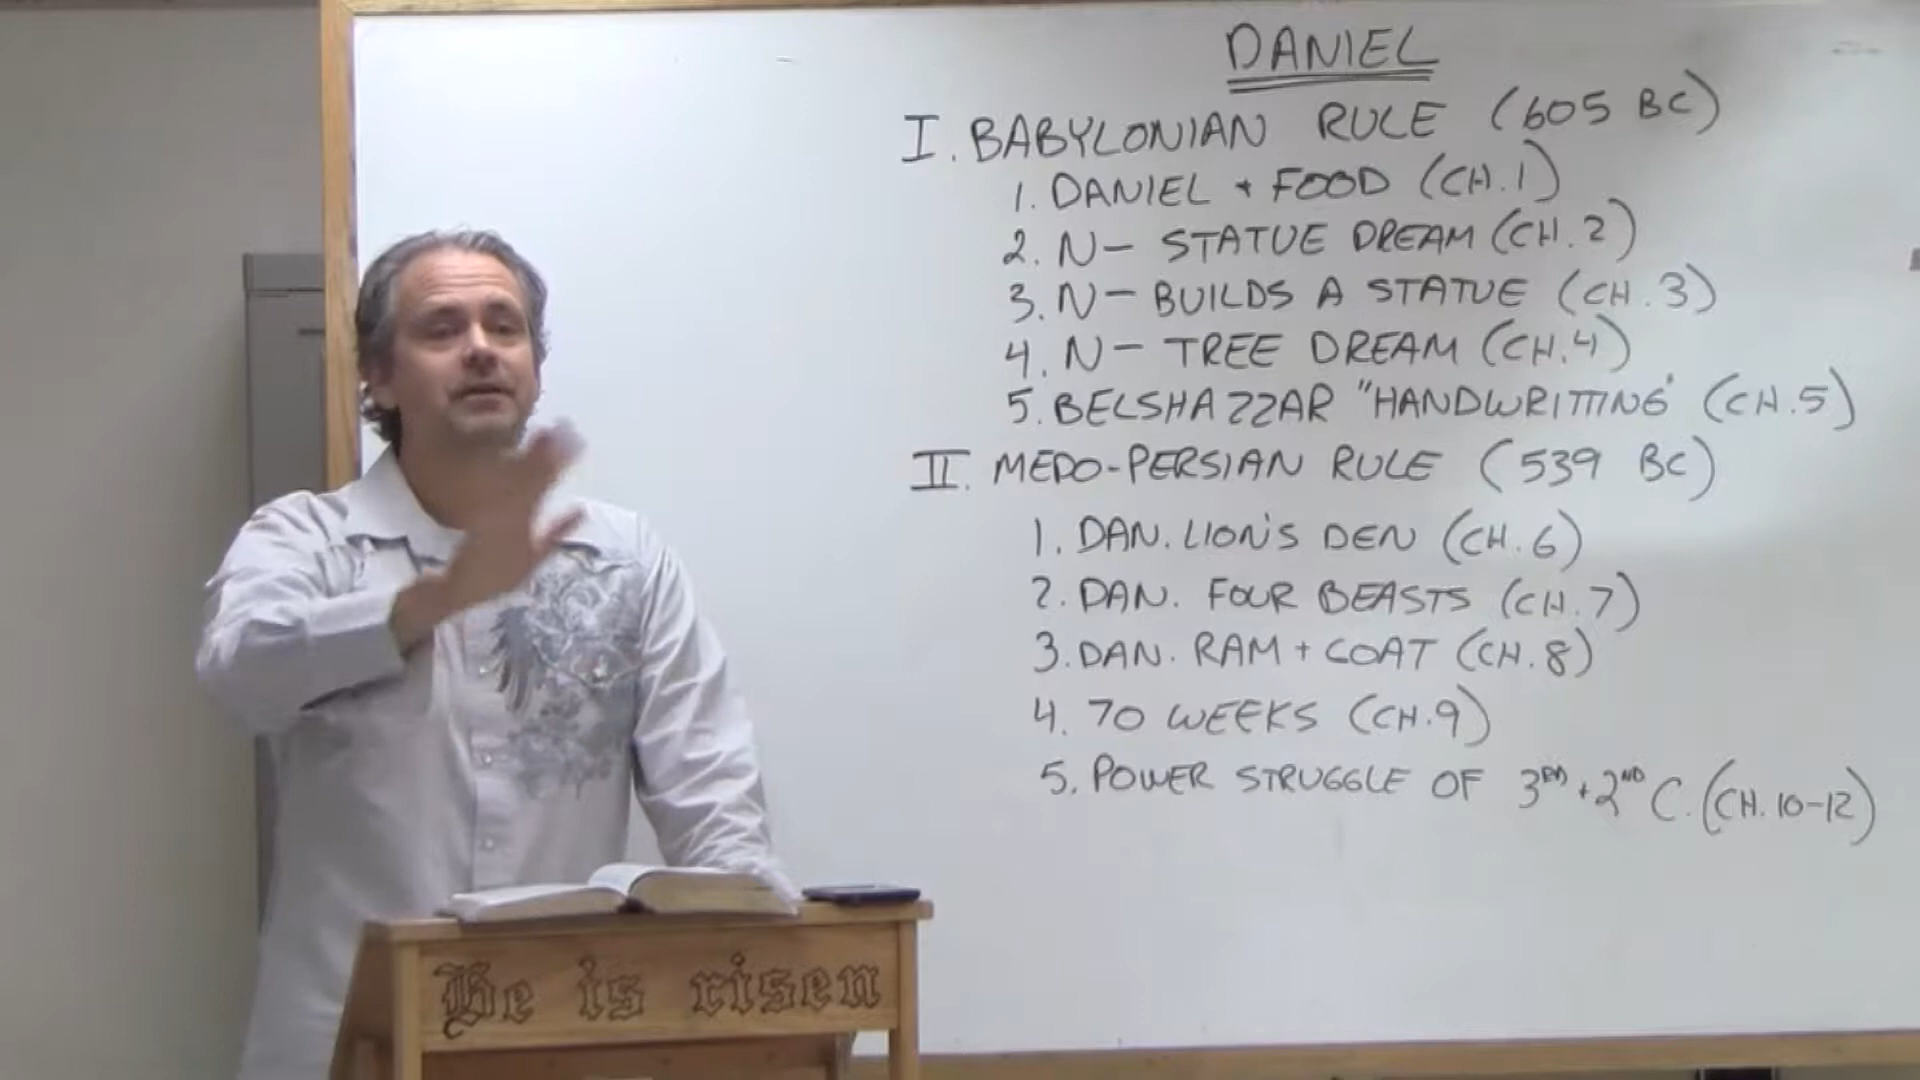 DANIEL
I. BABYLONIAN RULE (605 BC)
1. DANIEL + FOOD (CH.1)
2. N- STATUE DREAM (CH.2)
3. N- BUILDS A STATUE (CH.3)
4. N- TREE DREAM (CH.4)
5. BELSHAZZAR "HANDWRITTING" (CH.5)
II. MEDO-PERSIAN RULE (539 BC)
1. DAN. LION'S DEN (CH.6)
2. DAN. FOUR BEASTS (CH.7)
3. DAN. RAM + GOAT (CH.8)
4. 70 WEEKS (CH.9)
5. POWER STRUGGLE OF 3RD + 2ND C. (CH.10-12)
He is risen